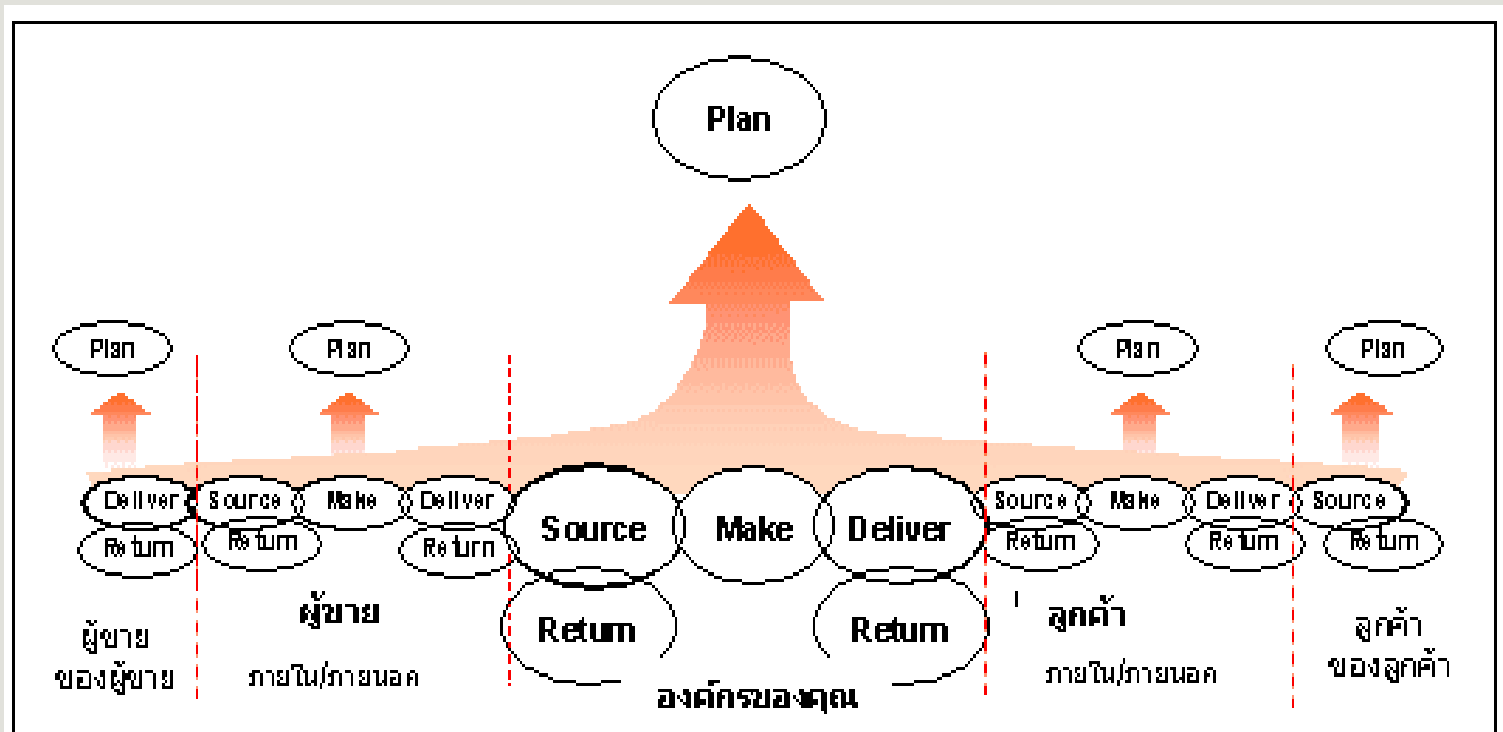 Plan
Plan
Plan
Plan
Plan
Deliver
Source
Make
Deliver
Source
Make
Deliver
Source
Make
Deliver
Source
Return
Return
Return
Return
Return
Return
Return
Return
ผู้ขาย
ของผู้ขาย
ผู้ขาย
ภายใน/ภายนอก
องค์กรของคุณ
ลูกค้า
ภายใน/ภายนอก
ลูกค้า
ของลูกค้า